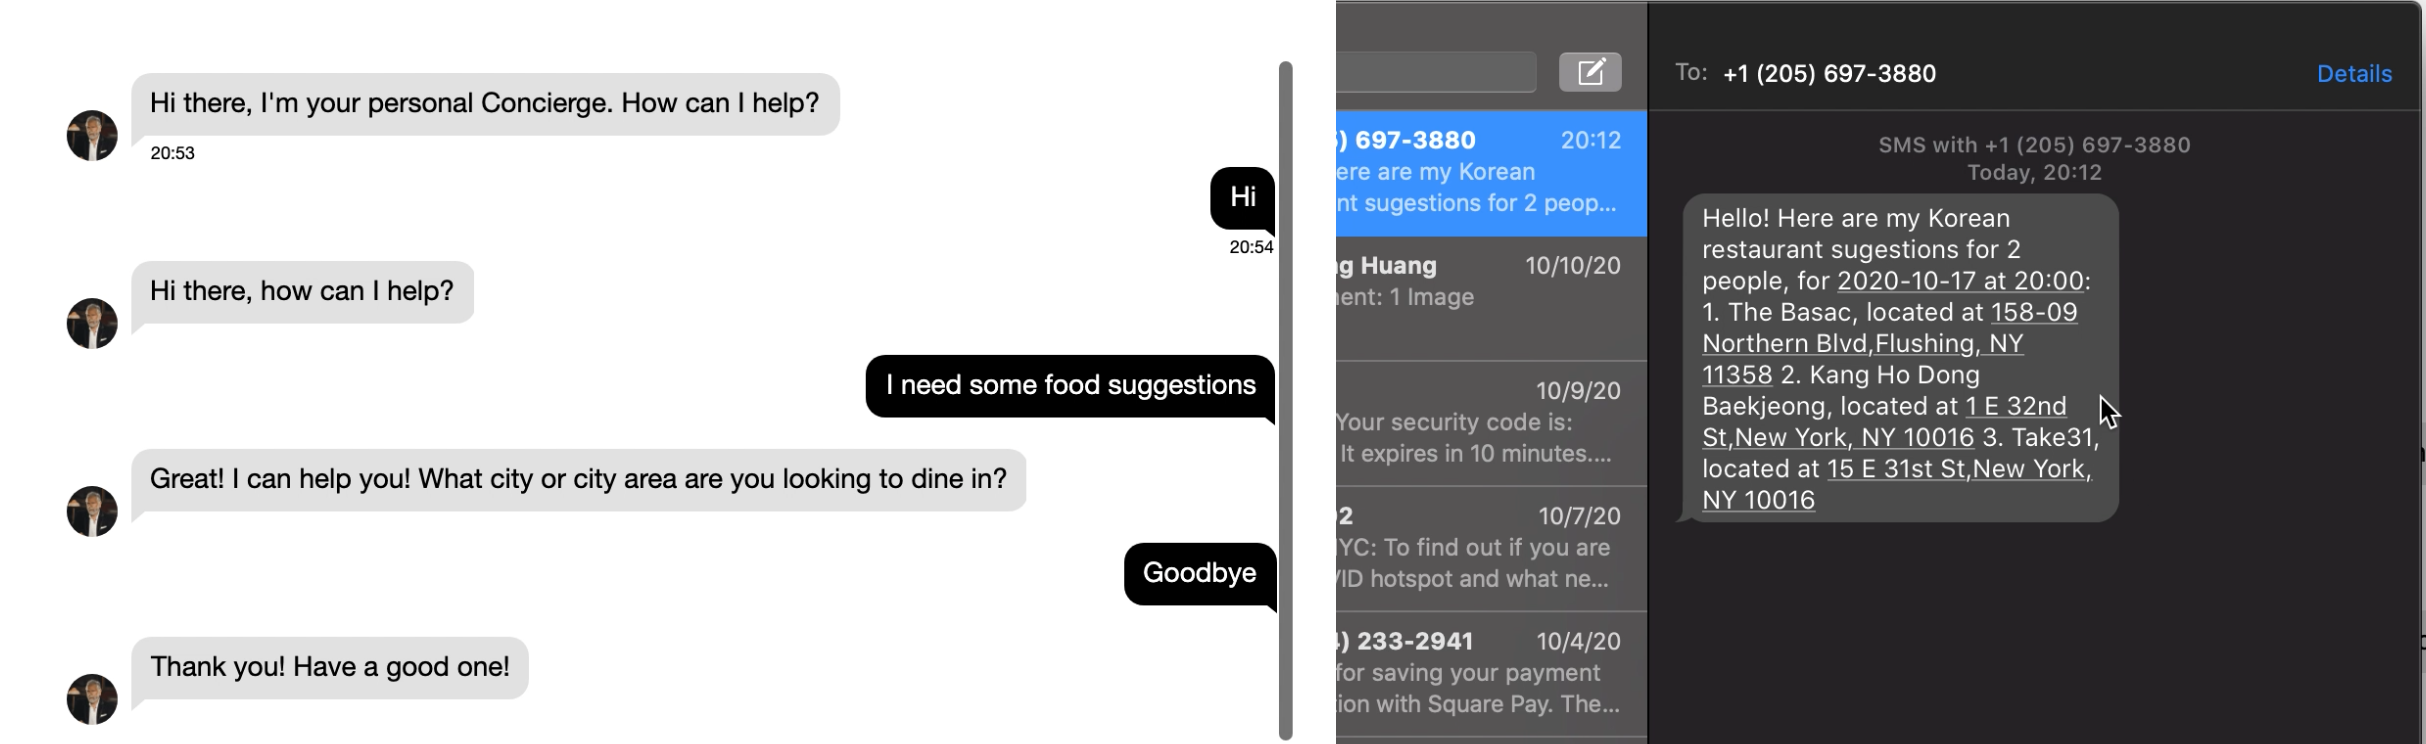 Hi there, I'm your personal Concierge. How can I help?
20:53
Hi
20:54
Hi there, how can I help?
I need some food suggestions
Great! I can help you! What city or city area are you looking to dine in?
Goodbye
Thank you! Have a good one!
) 697-3880 20:12
ere are my Korean
nt sugestions for 2 peop...
g Huang 10/10/20
ent: 1 Image
10/9/20
Your security code is:
It expires in 10 minutes....
2 10/7/20
YC: To find out if you are
VID hotspot and what ne...
) 233-2941 10/4/20
for saving your payment
tion with Square Pay. The...
To: +1 (205) 697-3880 Details
SMS with +1 (205) 697-3880
Today, 20:12
Hello! Here are my Korean
restaurant sugestions for 2
people, for 2020-10-17 at 20:00:
1. The Basac, located at 158-09
Northern Blvd,Flushing, NY
11358 2. Kang Ho Dong
Baekjeong, located at 1 E 32nd
St,New York, NY 10016 3. Take31,
located at 15 E 31st St,New York,
NY 10016